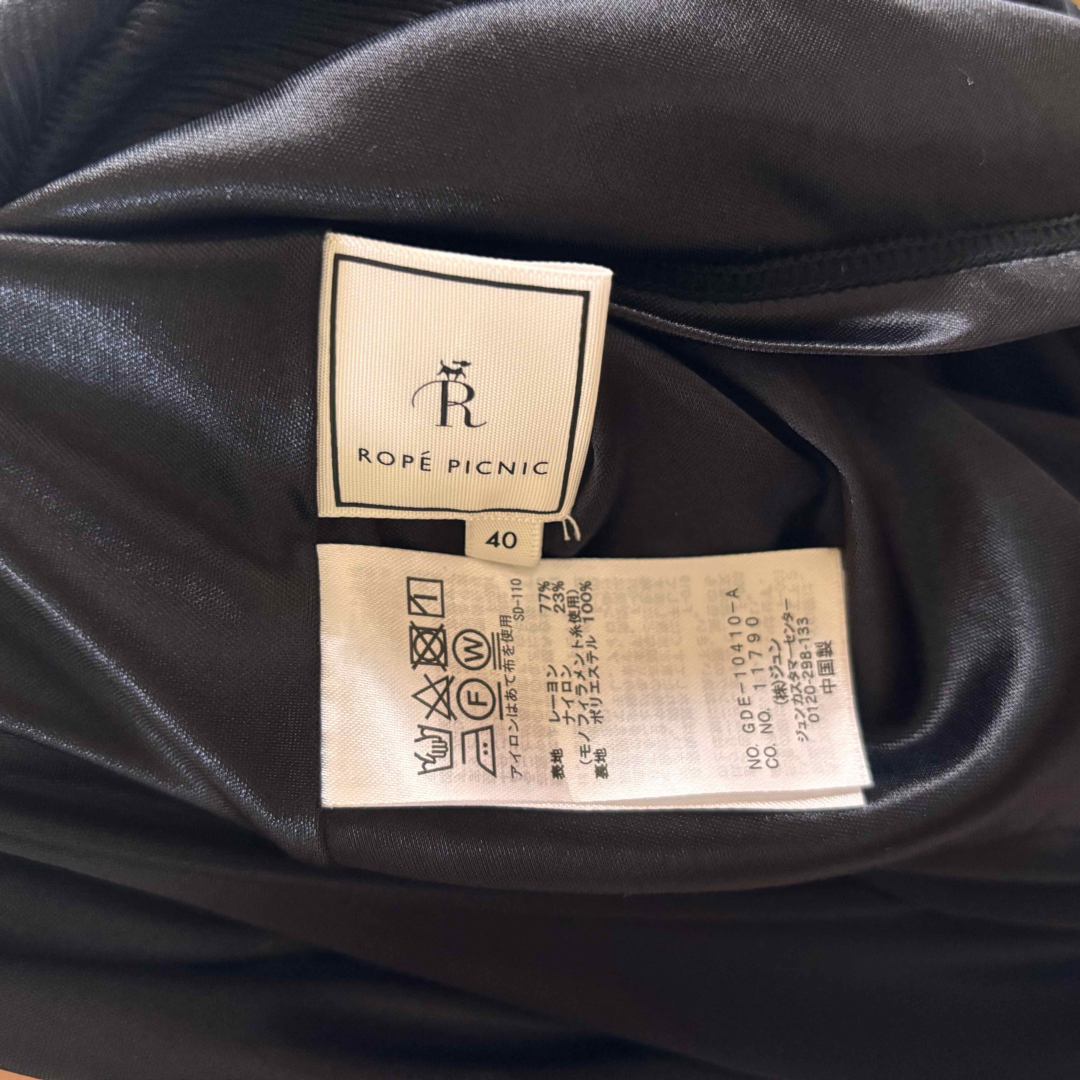 R
ROPÉ PICNIC
40
F W
アイロンはあて布を使用
SD-110
表地 レーヨン 77%
ナイロン 23%
(モノフィラメント糸使用)
裏地 ポリエステル 100%
NO. GDE-10410-A
CO. NO. 11790
(株)ジュン
ジュンカスタマーセンター
0120-298-133
中国製